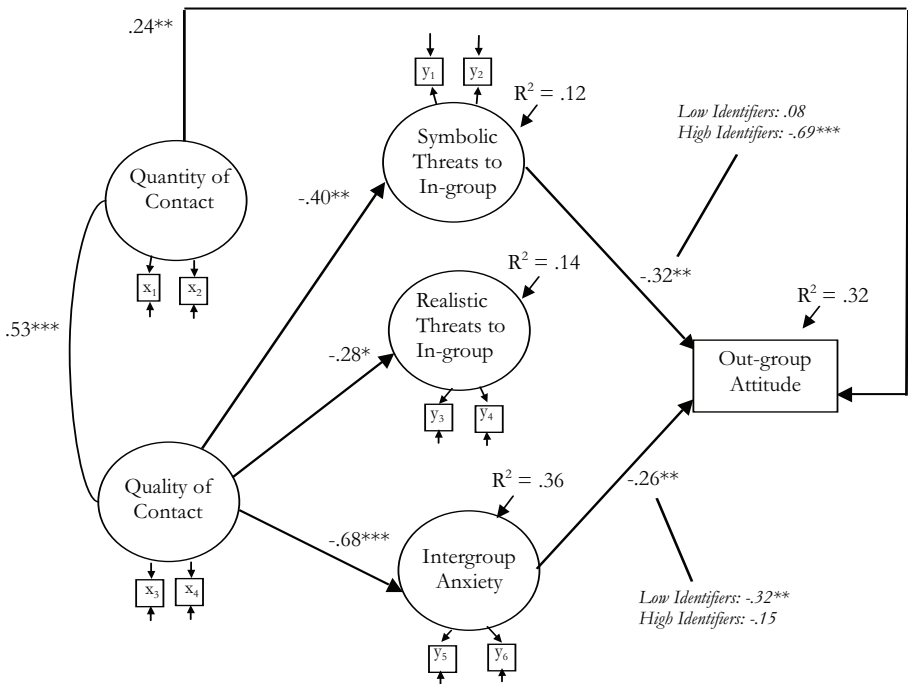 .24**
y₁
y₂
R² = .12
Symbolic
Threats to
In-group
Low Identifiers: .08
High Identifiers: -.69***
Quantity of
Contact
-.40**
x₁
x₂
R² = .14
Realistic
Threats to
In-group
-.32**
R² = .32
.53***
-.28*
Out-group
Attitude
y₃
y₄
Quality of
Contact
R² = .36
-.26**
-.68***
Intergroup
Anxiety
x₃
x₄
Low Identifiers: -.32**
High Identifiers: -.15
y₅
y₆